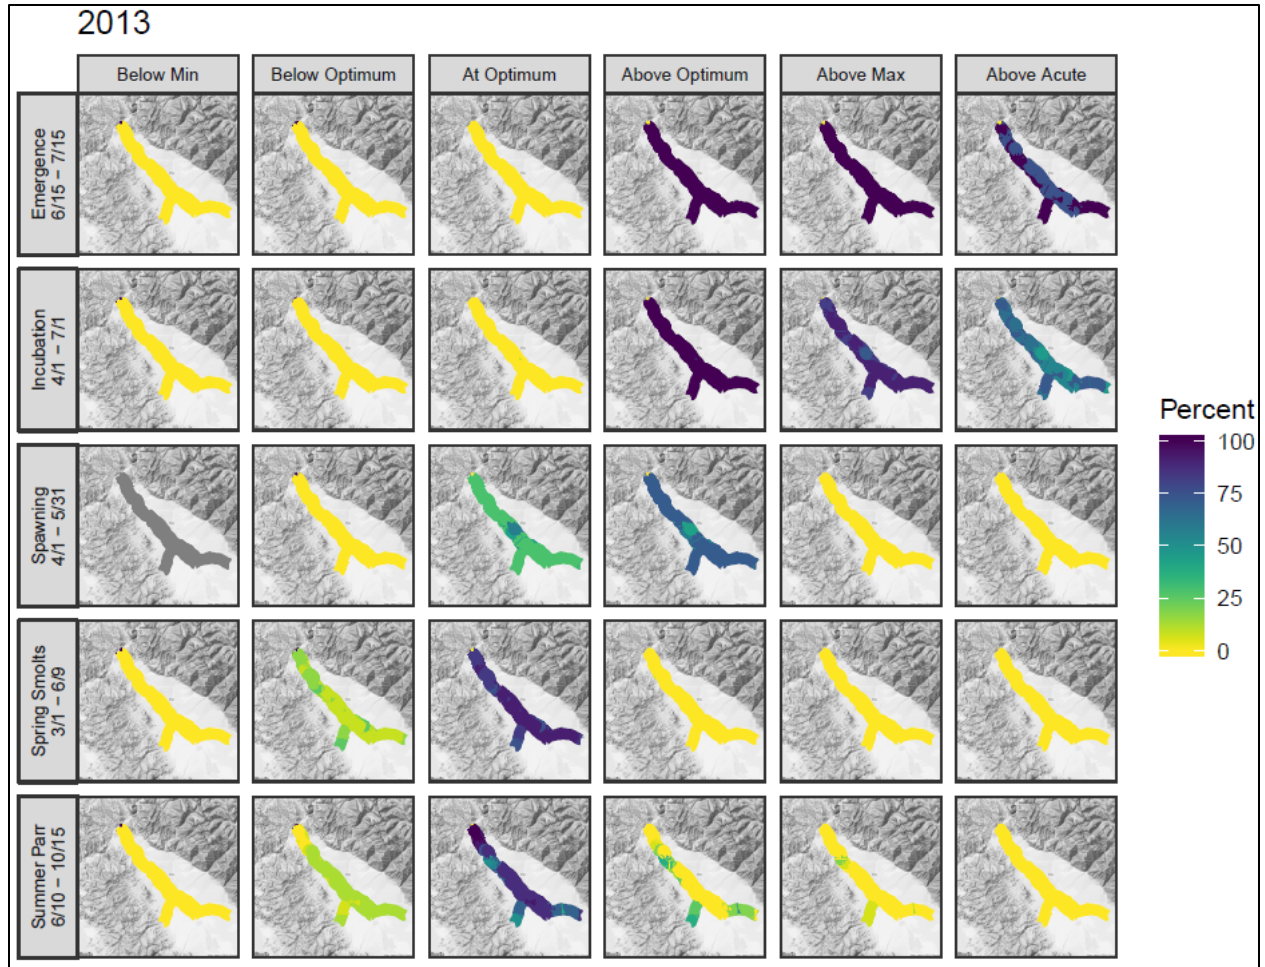 2013
Below Min
Below Optimum
At Optimum
Above Optimum
Above Max
Above Acute
Emergence
6/15 – 7/15
Incubation
4/1 – 7/1
Spawning
4/1 – 5/31
Spring Smolts
3/1 – 6/9
Summer Parr
6/10 – 10/15
Percent
100
75
50
25
0